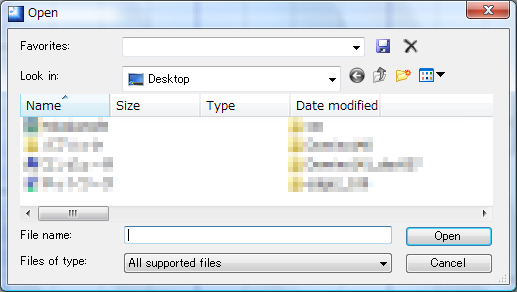 Open
Favorites:
Look in: Desktop
Name Size Type Date modified
File name: Open
Files of type: All supported files Cancel